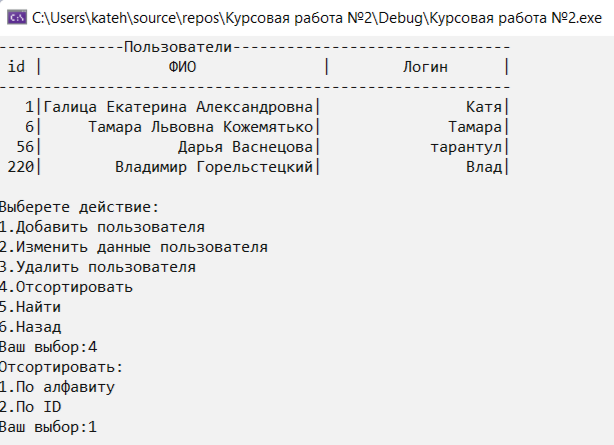 C:\Users\kateh\source\repos\Курсовая работа №2\Debug\Курсовая работа №2.exe
--------------Пользователи-------------------------------
id | ФИО | Логин |
---------------------------------------------------------
1|Галица Екатерина Александровна| Катя|
6| Тамара Львовна Кожемятько| Тамара|
56| Дарья Васнецова| тарантул|
220| Владимир Горельстецкий| Влад|
Выберете действие:
1.Добавить пользователя
2.Изменить данные пользователя
3.Удалить пользователя
4.Отсортировать
5.Найти
6.Назад
Ваш выбор:4
Отсортировать:
1.По алфавиту
2.По ID
Ваш выбор:1